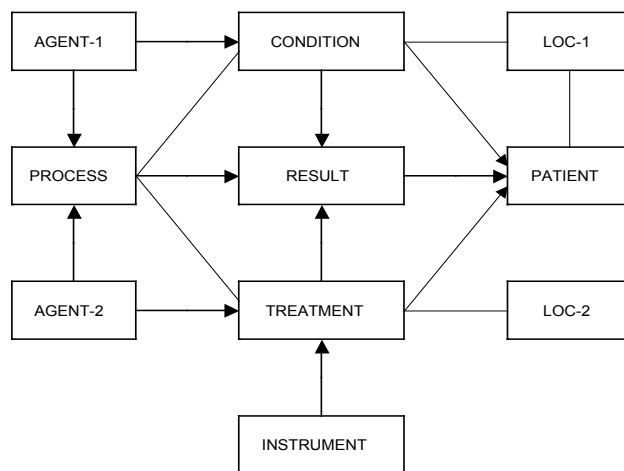 AGENT-1
CONDITION
LOC-1
PROCESS
RESULT
PATIENT
AGENT-2
TREATMENT
LOC-2
INSTRUMENT